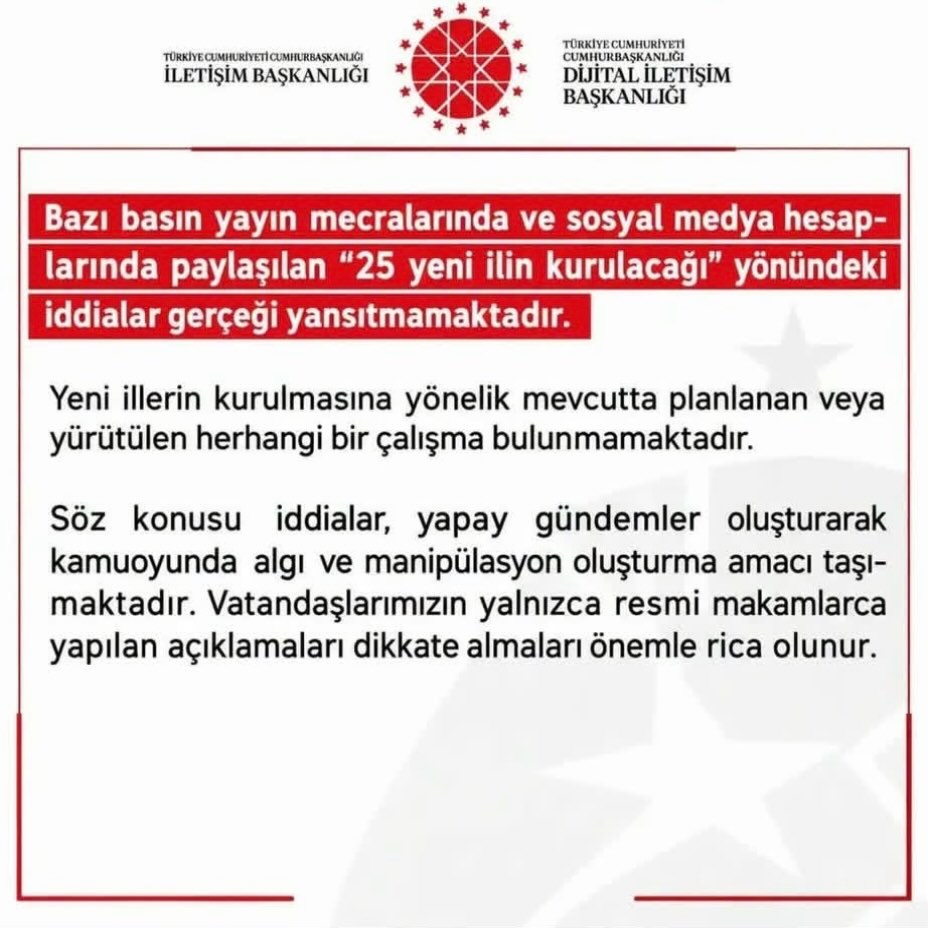 TÜRKİYE CUMHURİYETİ CUMHURBAŞKANLIĞI
İLETİŞİM BAŞKANLIĞI
TÜRKİYE CUMHURİYETİ
CUMHURBAŞKANLIĞI
DİJİTAL İLETİŞİM
BAŞKANLIĞI
Bazı basın yayın mecralarında ve sosyal medya hesap-
larında paylaşılan “25 yeni ilin kurulacağı” yönündeki
iddialar gerçeği yansıtmamaktadır.
Yeni illerin kurulmasına yönelik mevcutta planlanan veya
yürütülen herhangi bir çalışma bulunmamaktadır.
Söz konusu iddialar, yapay gündemler oluşturarak
kamuoyunda algı ve manipülasyon oluşturma amacı taşı-
maktadır. Vatandaşlarımızın yalnızca resmi makamlarca
yapılan açıklamaları dikkate almaları önemle rica olunur.